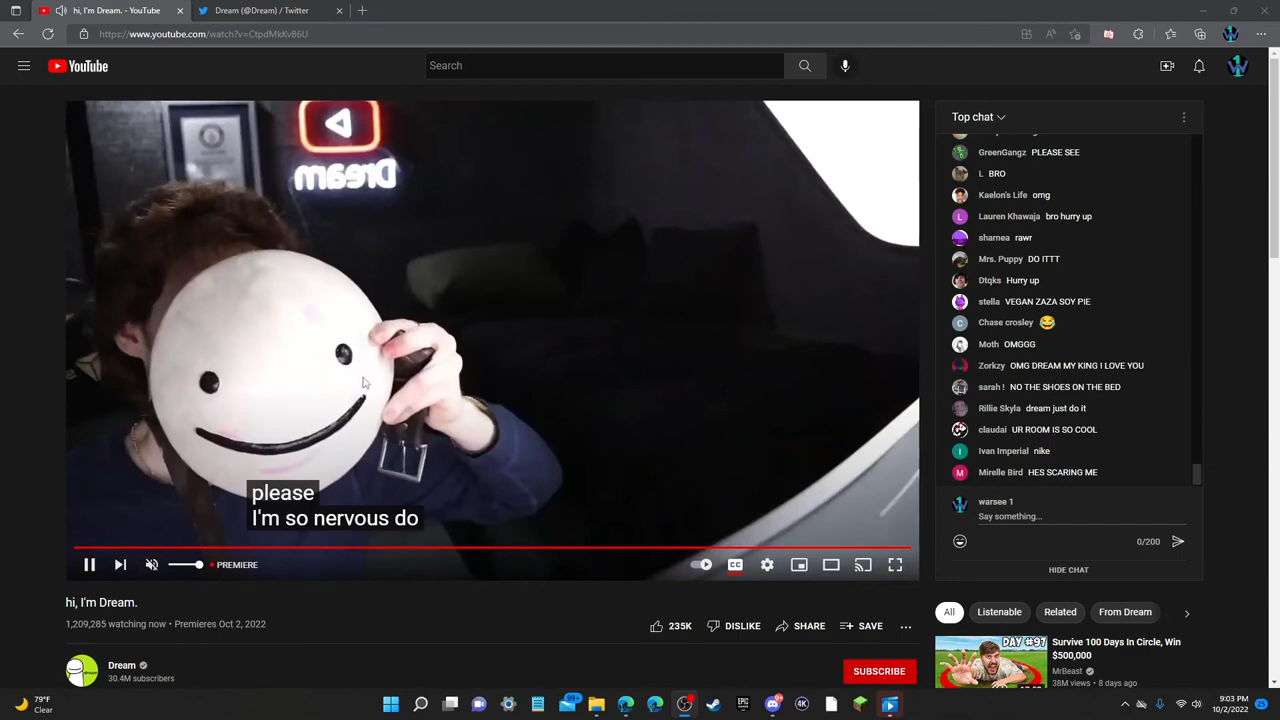 hi, I'm Dream. - YouTube
Dream (@Dream) / Twitter
https://www.youtube.com/watch?v=CtpdMkKvB6U
YouTube
Search
Dream
please
I'm so nervous do
PREMIERE
CC
hi, I'm Dream.
1,209,285 watching now • Premieres Oct 2, 2022
235K
DISLIKE
SHARE
SAVE
Dream
30.4M subscribers
SUBSCRIBE
Top chat
GreenGangz PLEASE SEE
L BRO
Kaelon's Life omg
Lauren Khawaja bro hurry up
sharnea rawr
Mrs. Puppy DO ITTT
Dtqks Hurry up
stella VEGAN ZAZA SOY PIE
Chase crosley 😂
Moth OMGGG
Zorkzy OMG DREAM MY KING I LOVE YOU
sarah ! NO THE SHOES ON THE BED
Rillie Skyla dream just do it
claudai UR ROOM IS SO COOL
Ivan Imperial nike
Mirelle Bird HES SCARING ME
warsee 1
Say something...
0/200
HIDE CHAT
All
Listenable
Related
From Dream
DAY #97
Survive 100 Days In Circle, Win
$500,000
MrBeast
38M views • 8 days ago
79°F
Clear
99+
EPIC
4K
9:03 PM
10/2/2022
25